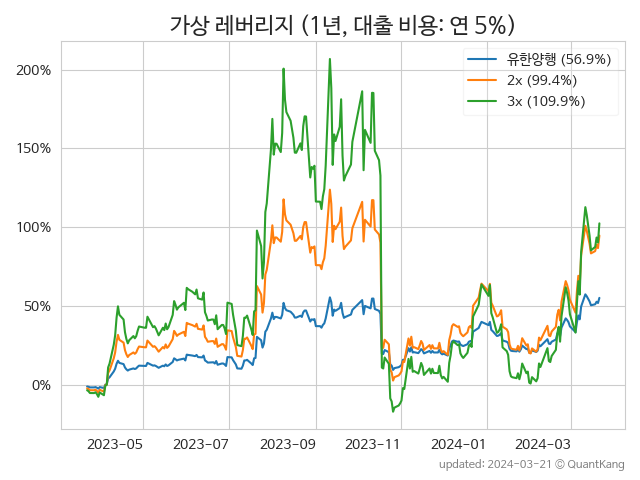 가상 레버리지 (1년, 대출 비용: 연 5%)
유한양행 (56.9%)
2x (99.4%)
3x (109.9%)
200%
150%
100%
50%
0%
2023-05 2023-07 2023-09 2023-11 2024-01 2024-03
updated: 2024-03-21 © QuantKang